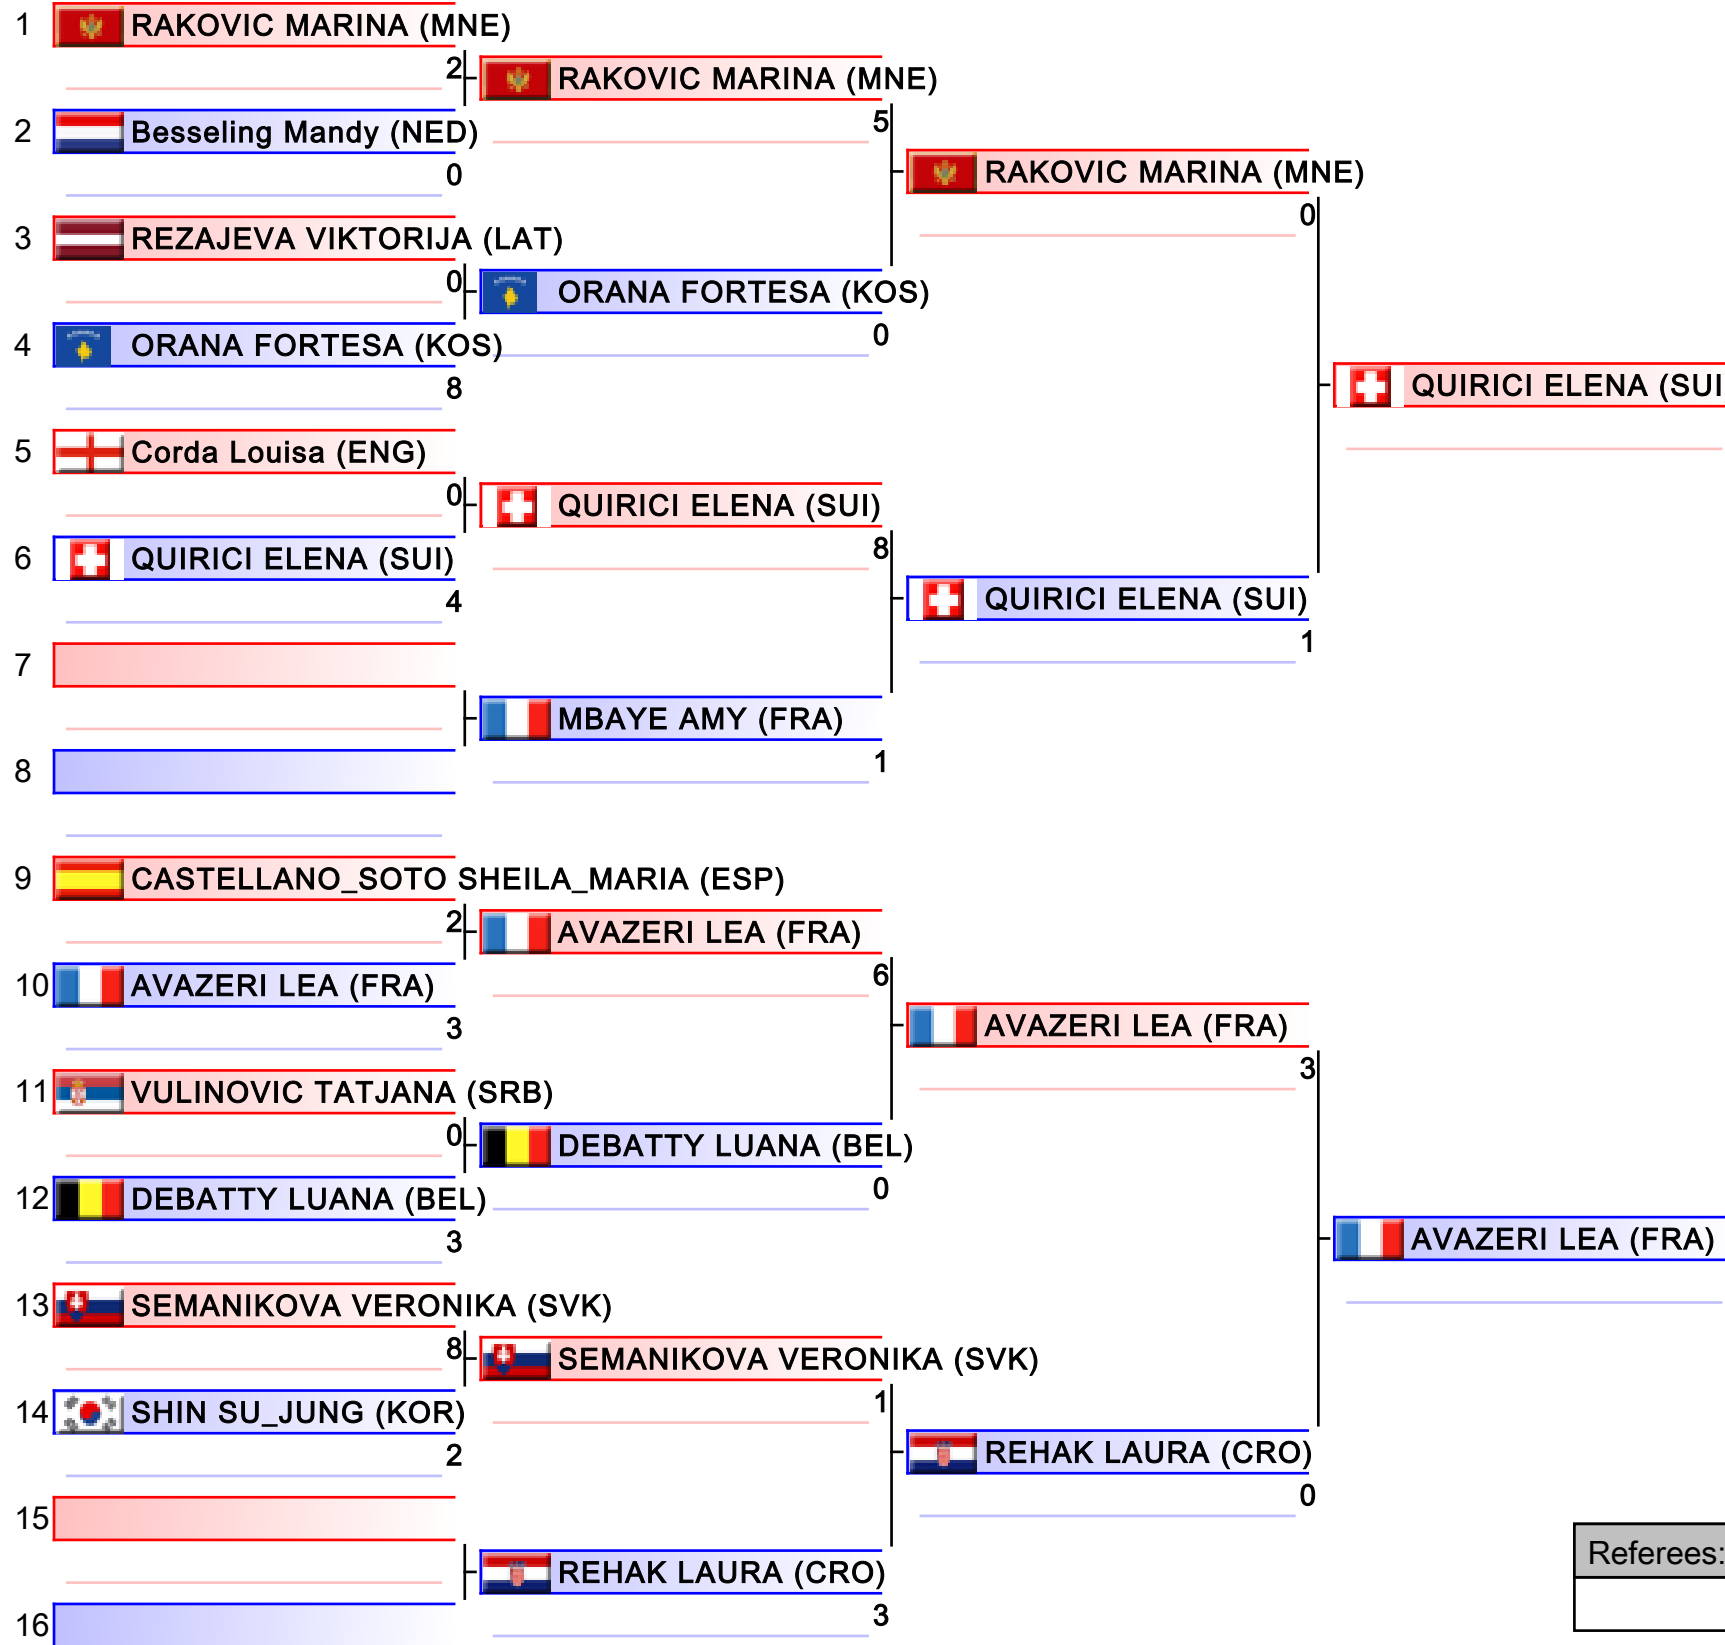 1 RAKOVIC MARINA (MNE)
2 RAKOVIC MARINA (MNE)
2 Besseling Mandy (NED)
5
0 RAKOVIC MARINA (MNE)
0
3 REZAJEVA VIKTORIJA (LAT)
0 ORANA FORTESA (KOS)
4 ORANA FORTESA (KOS)
0
8 QUIRICI ELENA (SUI
5 Corda Louisa (ENG)
0 QUIRICI ELENA (SUI)
6 QUIRICI ELENA (SUI)
8
4 QUIRICI ELENA (SUI)
1
7
MBAYE AMY (FRA)
8
1
9 CASTELLANO_SOTO SHEILA_MARIA (ESP)
2 AVAZERI LEA (FRA)
10 AVAZERI LEA (FRA)
6
3 AVAZERI LEA (FRA)
3
11 VULINOVIC TATJANA (SRB)
0 DEBATTY LUANA (BEL)
12 DEBATTY LUANA (BEL)
0
3 AVAZERI LEA (FRA)
13 SEMANIKOVA VERONIKA (SVK)
8 SEMANIKOVA VERONIKA (SVK)
14 SHIN SU_JUNG (KOR)
1
2 REHAK LAURA (CRO)
0
15
REHAK LAURA (CRO)
Referees:
16
3